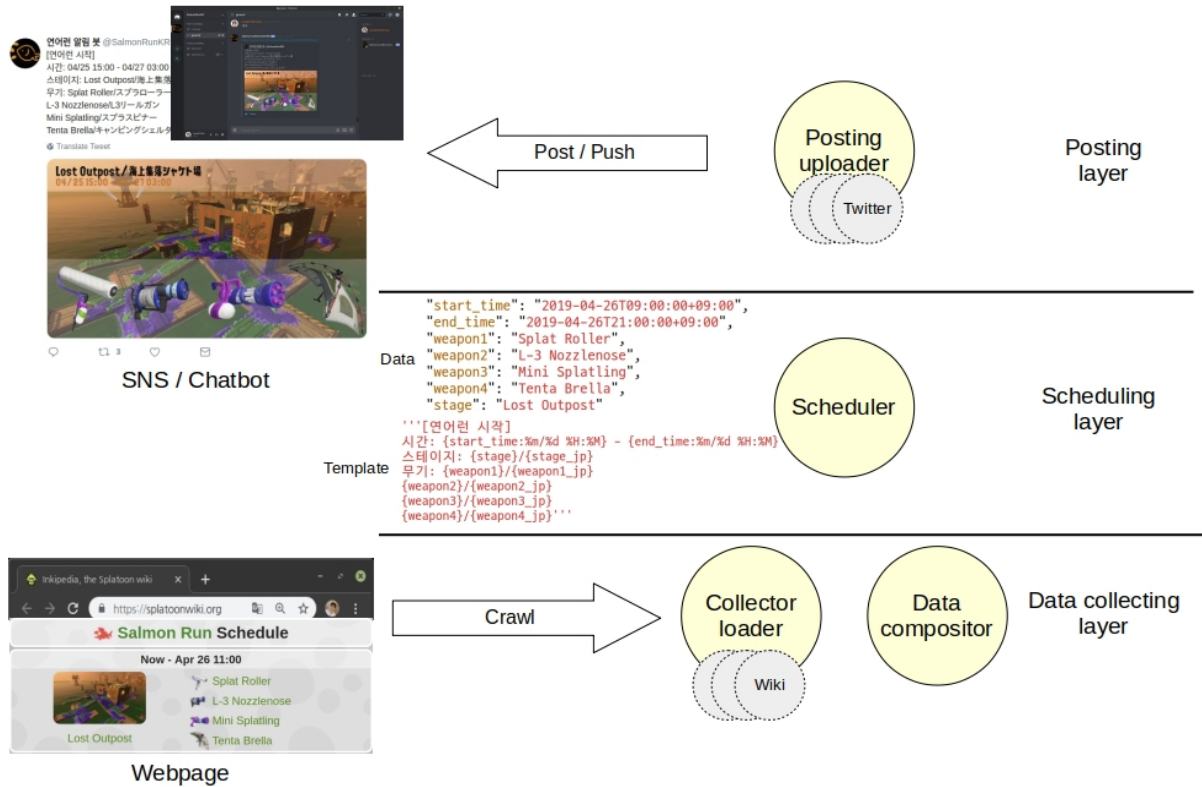 연어런 알림 봇 @SalmonRunKR
[연어런 시작]
시간: 04/25 15:00 - 04/27 03:00
스테이지: Lost Outpost/海上集落
무기: Splat Roller/スプラローラー
L-3 Nozzlenose/L3リールガン
Mini Splatling/スプラスピナー
Tenta Brella/キャンピングシェルタ
Translate Tweet
Lost Outpost/海上集落シャケト場
04/25 15:00 - 04/27 03:00
3
SNS / Chatbot
Post / Push
Posting
uploader
Twitter
Posting
layer
Data
"start_time": "2019-04-26T09:00:00+09:00",
"end_time": "2019-04-26T21:00:00+09:00",
"weapon1": "Splat Roller",
"weapon2": "L-3 Nozzlenose",
"weapon3": "Mini Splatling",
"weapon4": "Tenta Brella",
"stage": "Lost Outpost"
Template
'''[연어런 시작]
시간: {start_time:%m/%d %H:%M} - {end_time:%m/%d %H:%M}
스테이지: {stage}/{stage_jp}
무기: {weapon1}/{weapon1_jp}
{weapon2}/{weapon2_jp}
{weapon3}/{weapon3_jp}
{weapon4}/{weapon4_jp}'''
Scheduler
Scheduling
layer
Inkipedia, the Splatoon wiki
https://splatoonwiki.org
Salmon Run Schedule
Now - Apr 26 11:00
Splat Roller
L-3 Nozzlenose
Mini Splatling
Tenta Brella
Lost Outpost
Webpage
Crawl
Collector
loader
Wiki
Data
compositor
Data collecting
layer